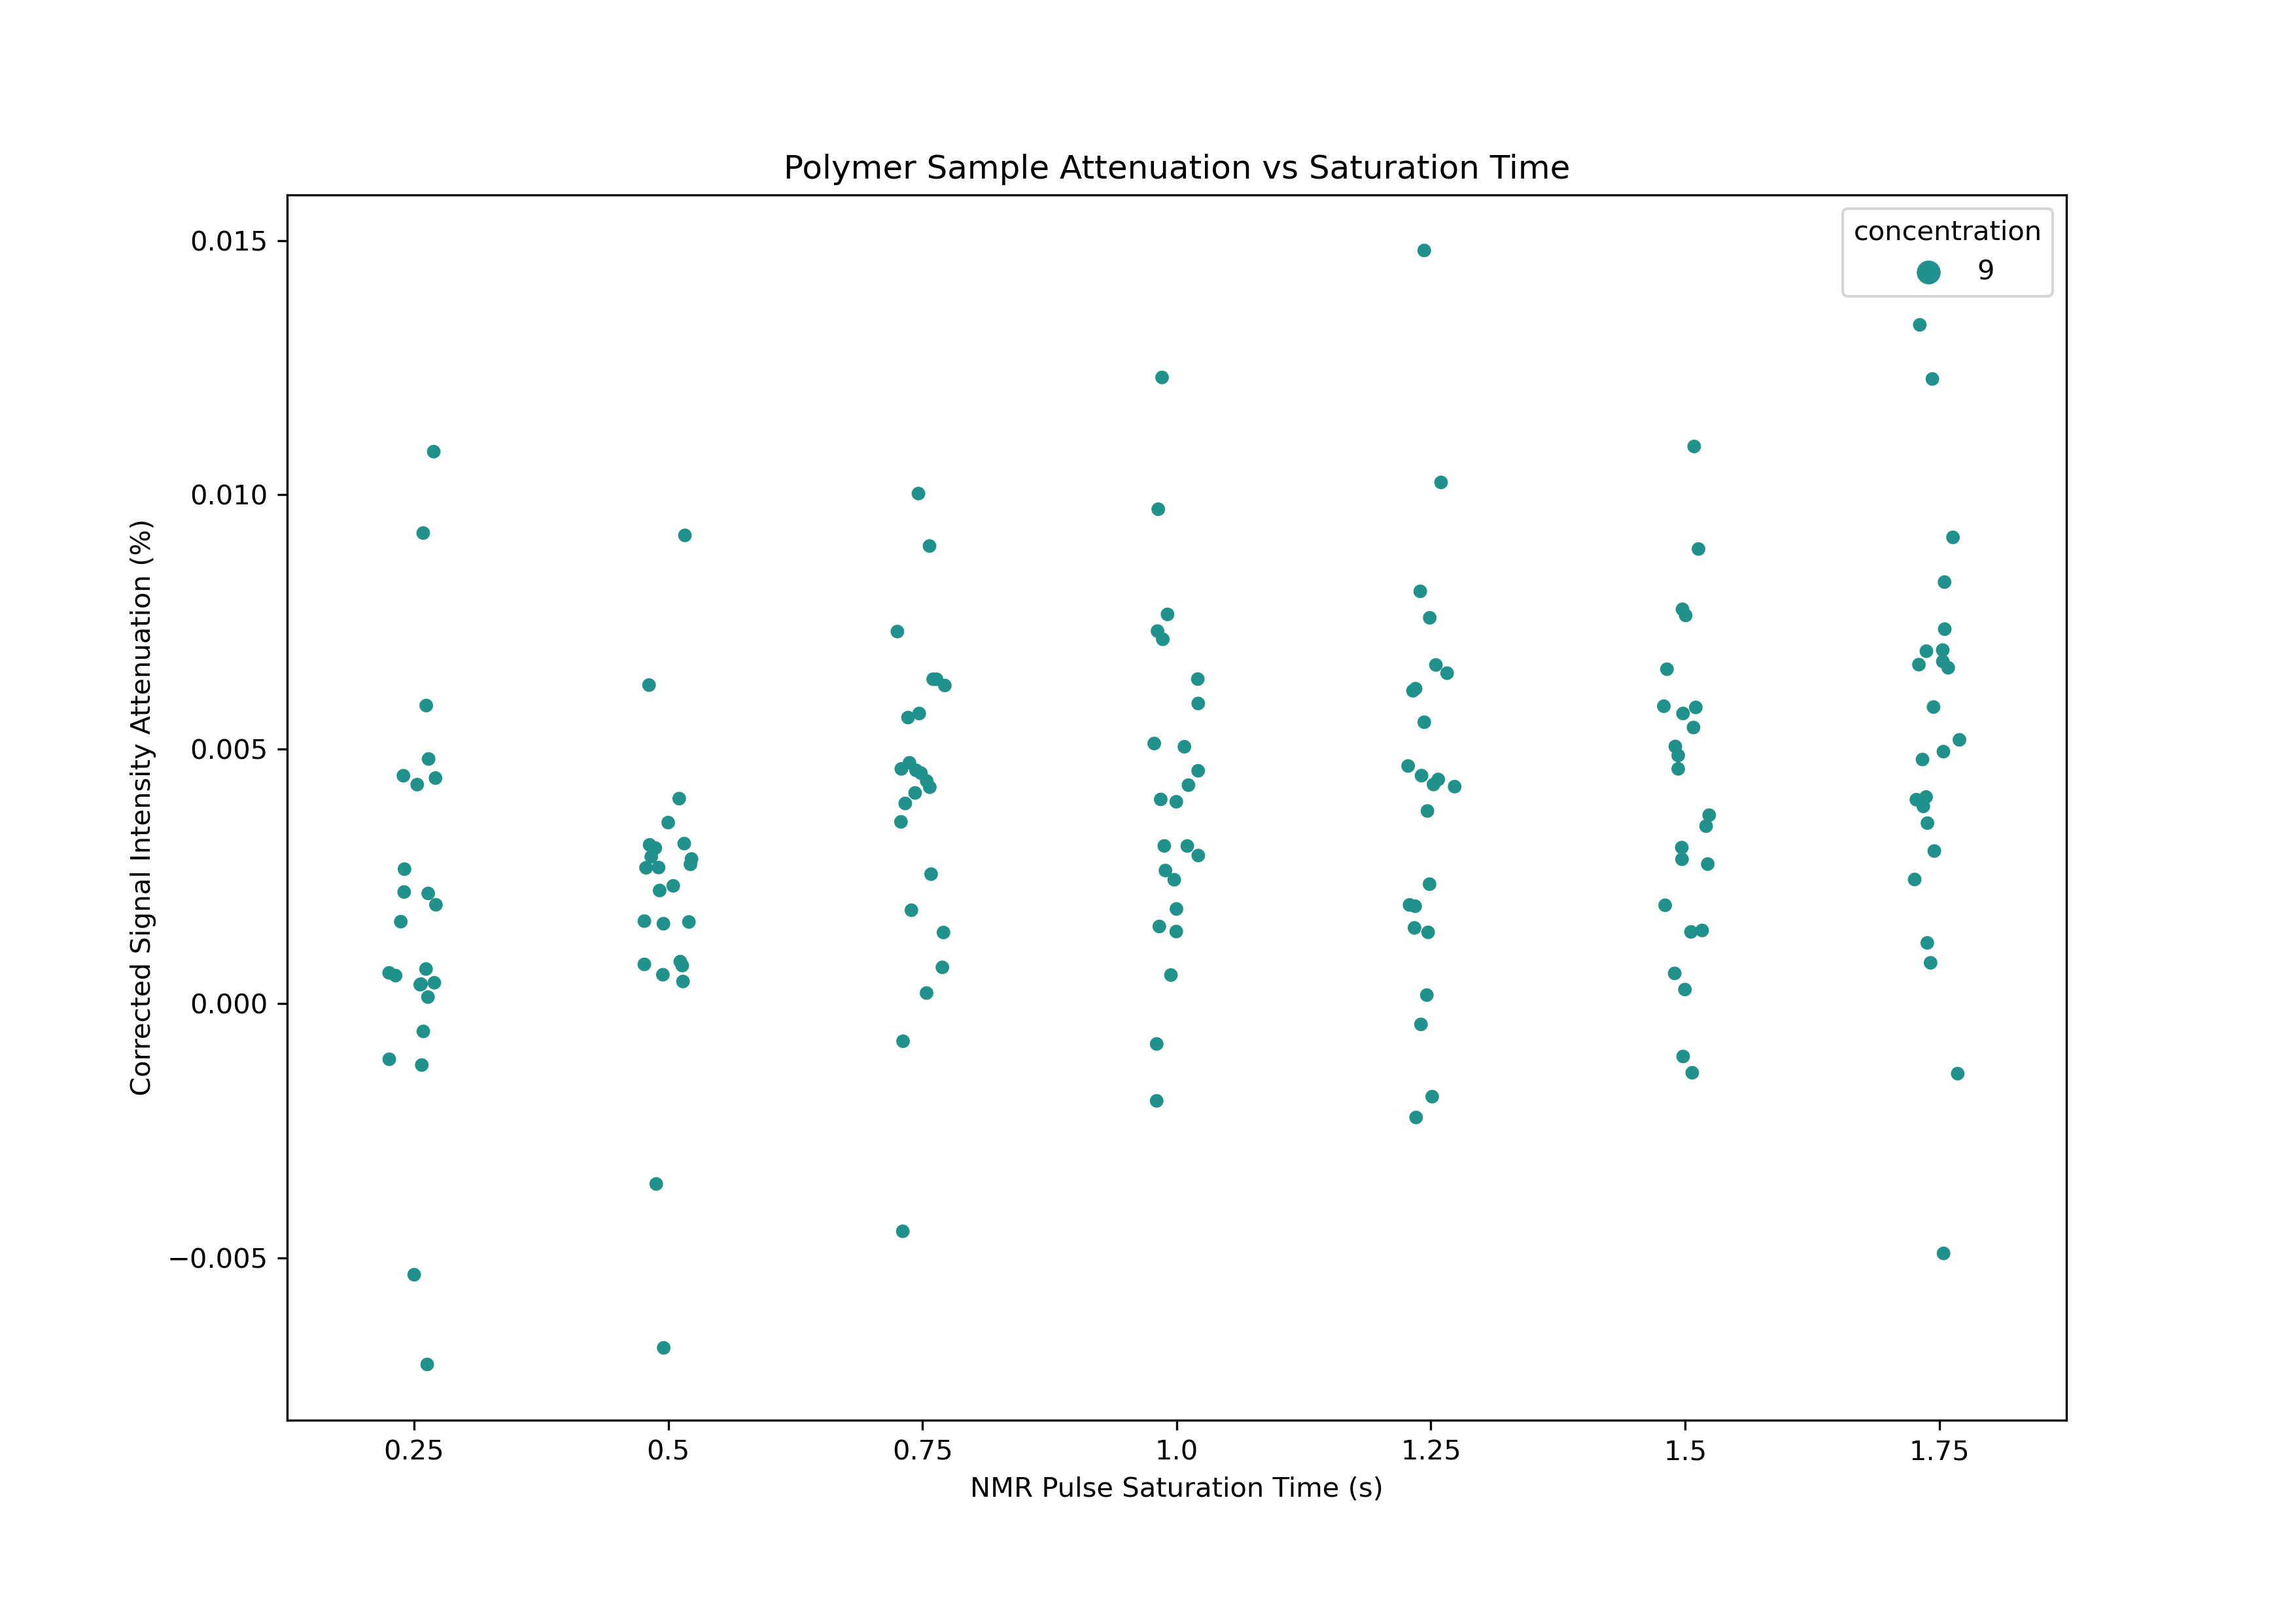 Polymer Sample Attenuation vs Saturation Time
concentration
9
0.015
0.010
0.005
0.000
−0.005
Corrected Signal Intensity Attenuation (%)
0.25 0.5 0.75 1.0 1.25 1.5 1.75
NMR Pulse Saturation Time (s)